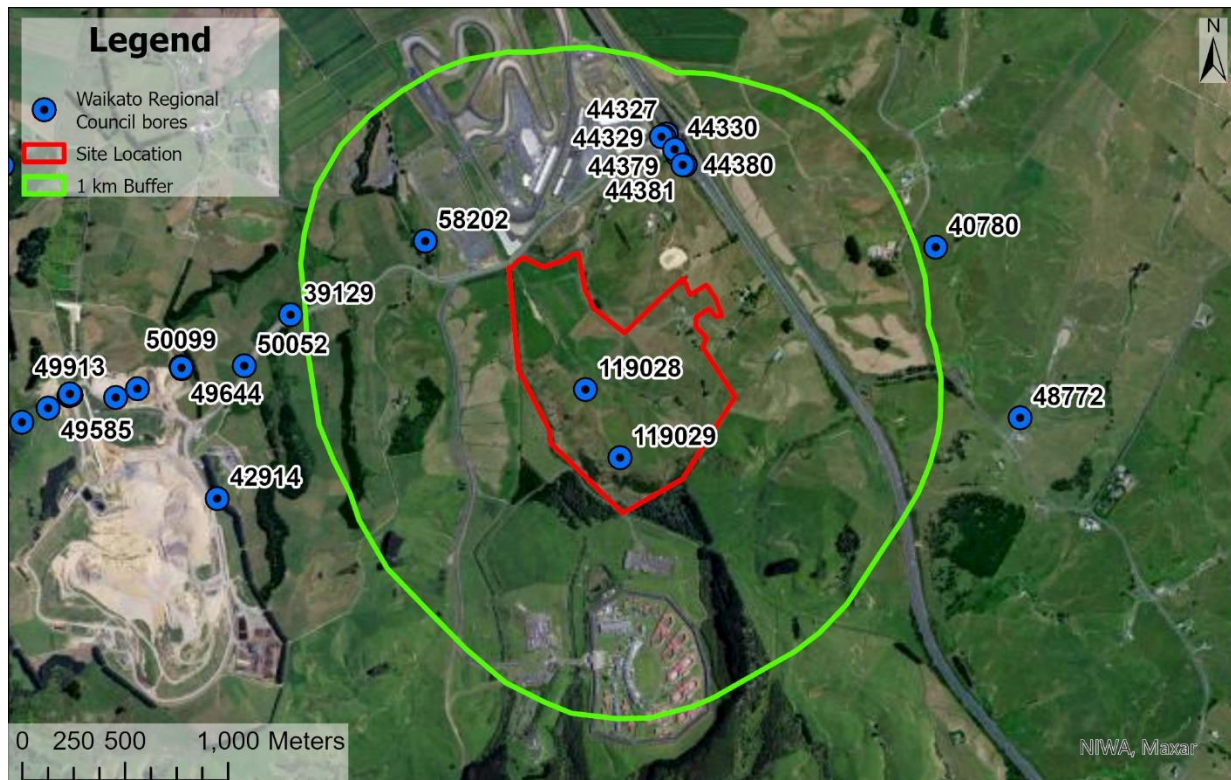 Legend
Waikato Regional
Council bores
Site Location
1 km Buffer
N
44327
44330
44329
44379
44380
44381
58202
40780
39129
50099
50052
49913
49644
119028
48772
49585
119029
42914
0 250 500 1,000 Meters
NIWA, Maxar